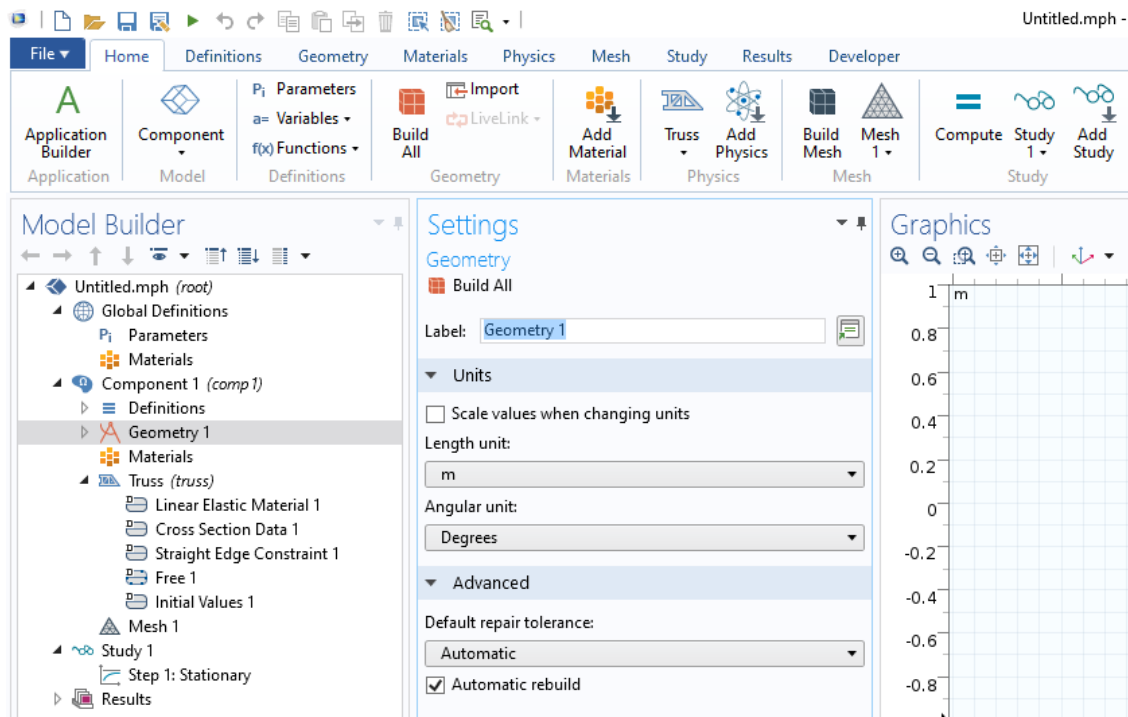 Untitled.mph -
File Home Definitions Geometry Materials Physics Mesh Study Results Developer
Application Builder
Application
Component
Model
Pi Parameters
a= Variables
f(x) Functions
Definitions
Build All
Import
LiveLink
Geometry
Add Material
Materials
Truss
Add Physics
Physics
Build Mesh
Mesh 1
Mesh
Compute
Study 1
Add Study
Study
Model Builder
Untitled.mph (root)
Global Definitions
Pi Parameters
Materials
Component 1 (comp1)
Definitions
Geometry 1
Materials
Truss (truss)
Linear Elastic Material 1
Cross Section Data 1
Straight Edge Constraint 1
Free 1
Initial Values 1
Mesh 1
Study 1
Step 1: Stationary
Results
Settings
Geometry
Build All
Label: Geometry 1
Units
Scale values when changing units
Length unit:
m
Angular unit:
Degrees
Advanced
Default repair tolerance:
Automatic
Automatic rebuild
Graphics
1 m
0.8
0.6
0.4
0.2
0
-0.2
-0.4
-0.6
-0.8